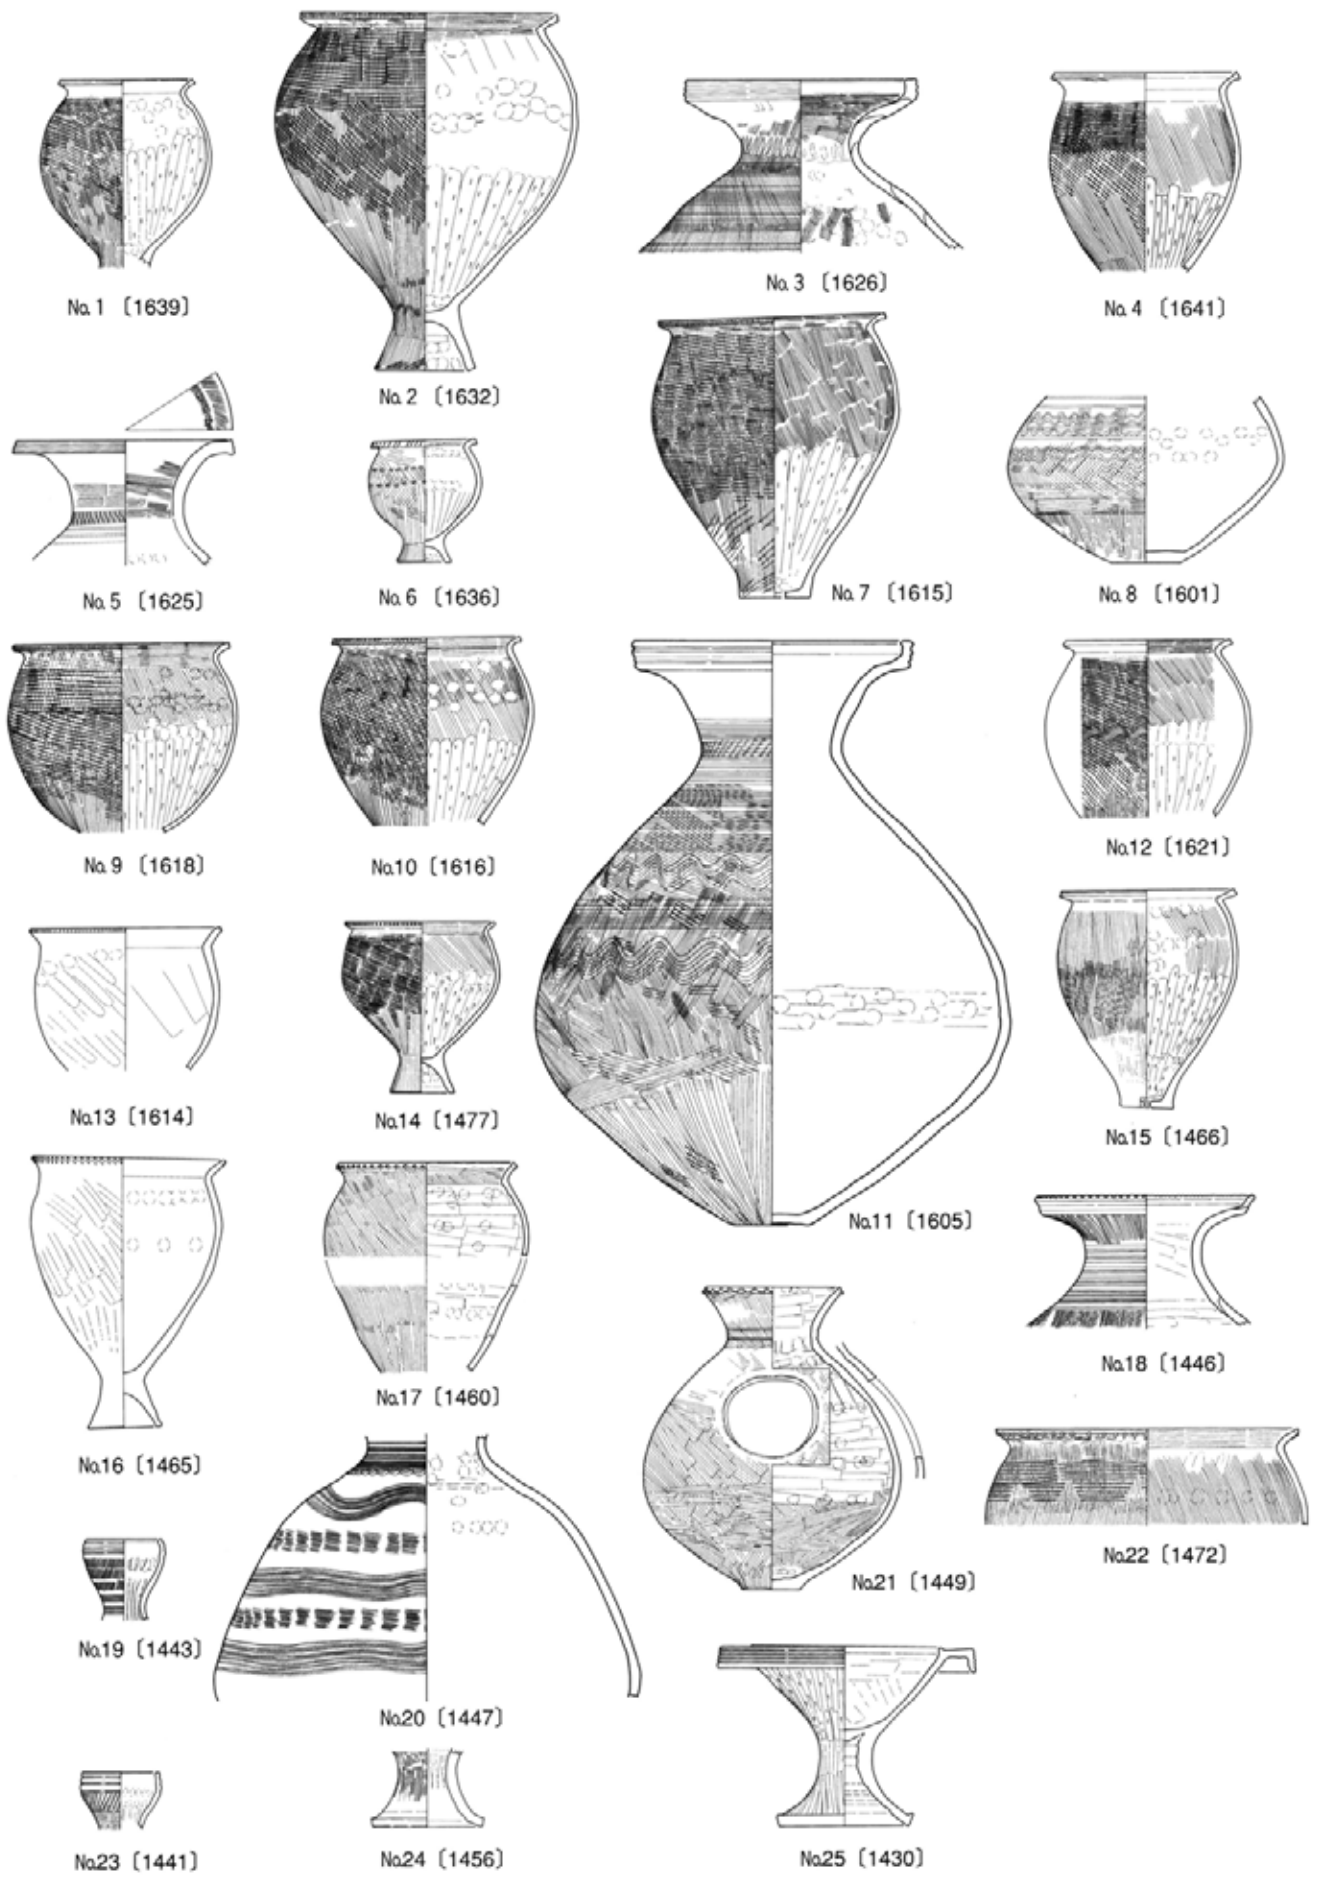 No.1 〔1639〕
No.2 〔1632〕
No.3 〔1626〕
No.4 〔1641〕
No.5 〔1625〕
No.6 〔1636〕
No.7 〔1615〕
No.8 〔1601〕
No.9 〔1618〕
No.10 〔1616〕
No.11 〔1605〕
No.12 〔1621〕
No.13 〔1614〕
No.14 〔1477〕
No.15 〔1466〕
No.16 〔1465〕
No.17 〔1460〕
No.18 〔1446〕
No.19 〔1443〕
No.20 〔1447〕
No.21 〔1449〕
No.22 〔1472〕
No.23 〔1441〕
No.24 〔1456〕
No.25 〔1430〕